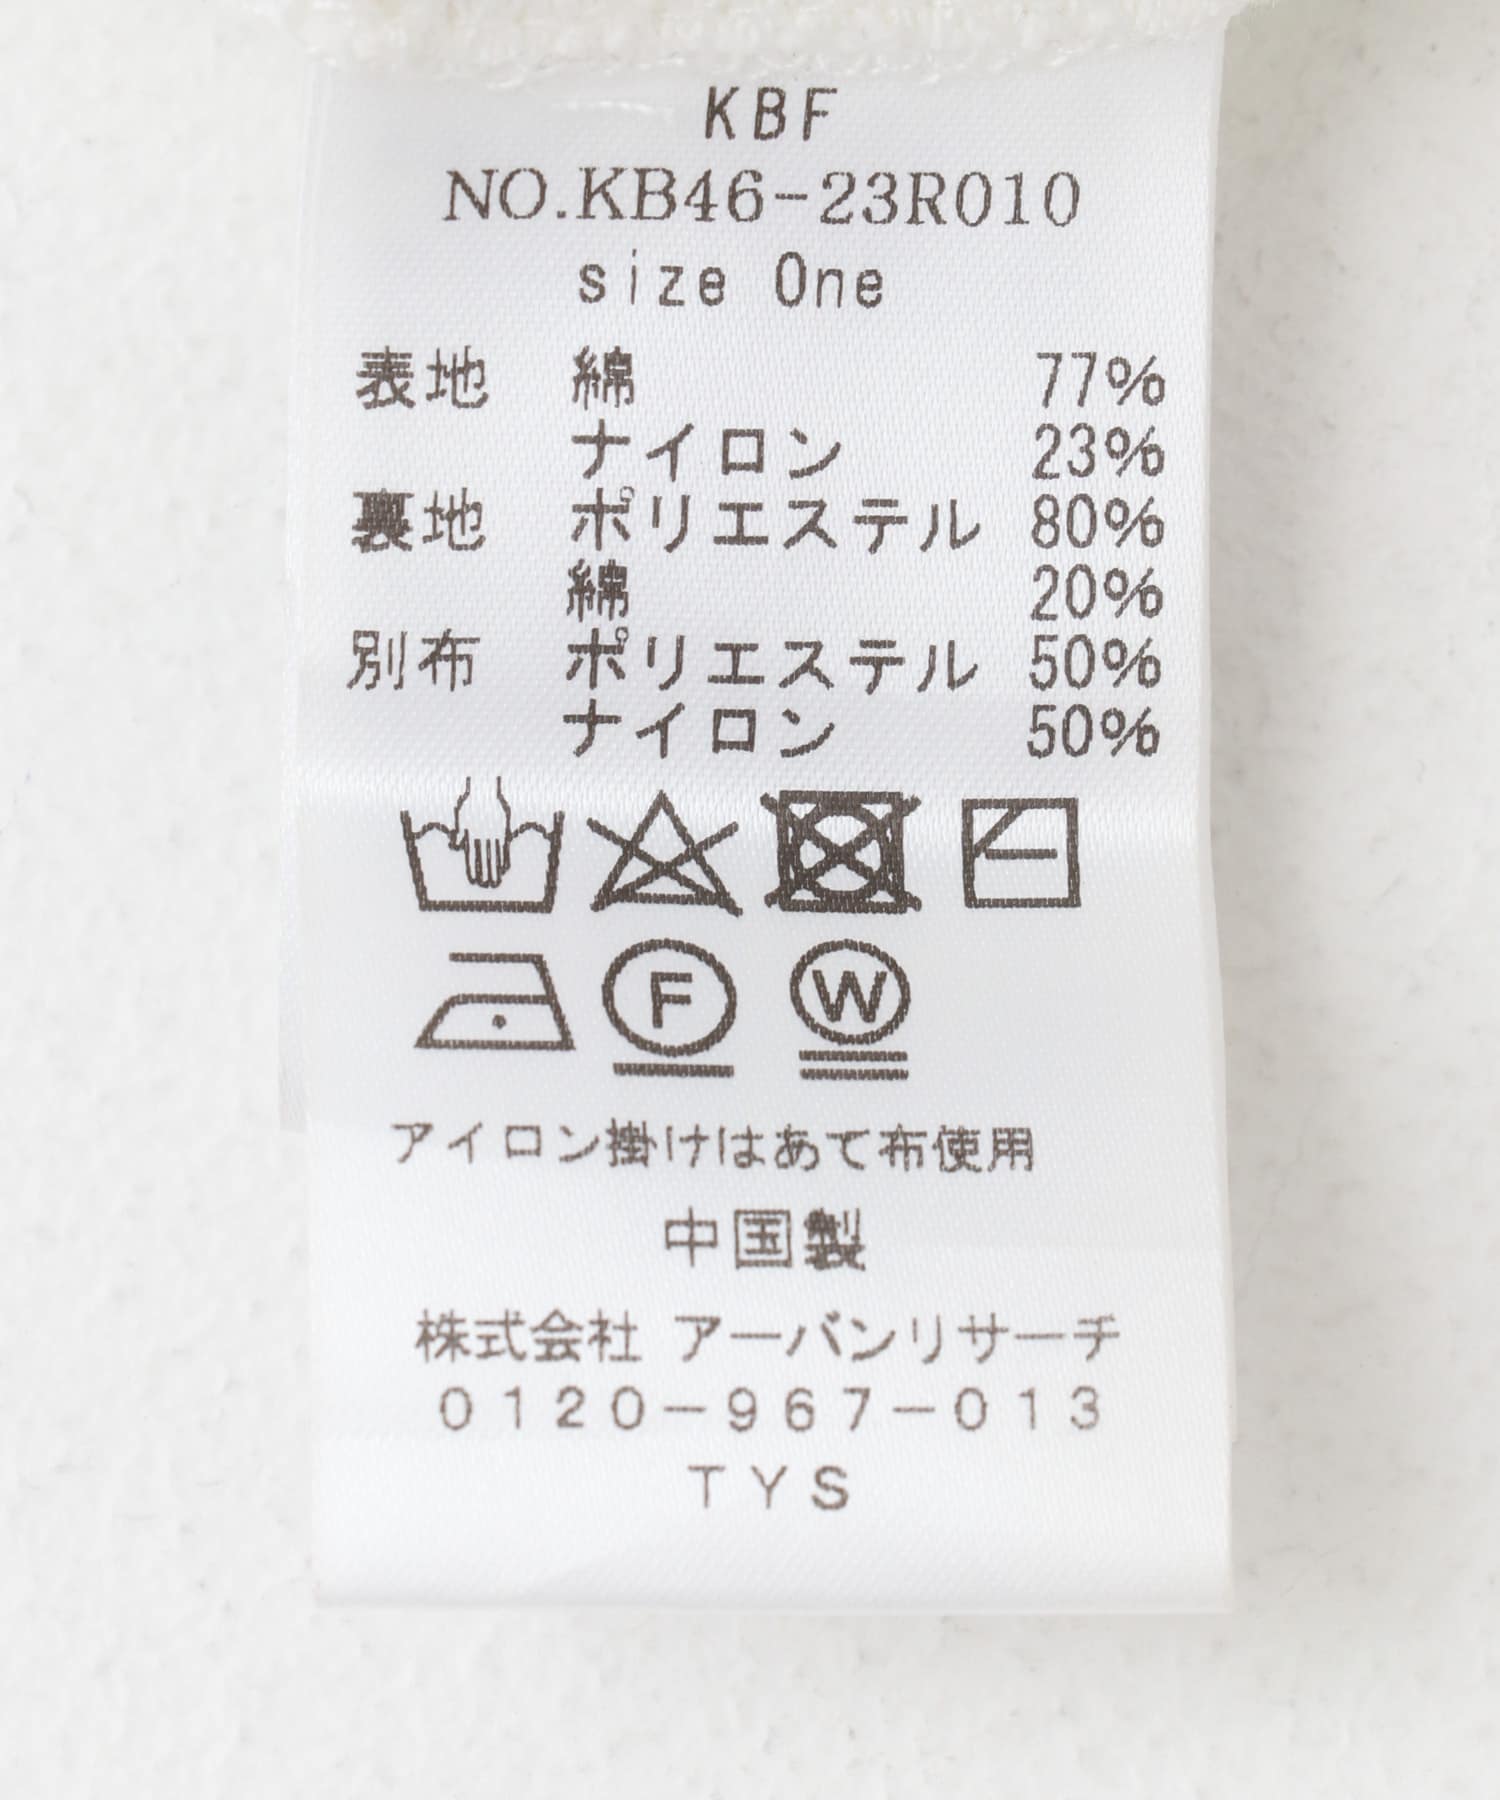 KBF
NO.KB46-23R010
size One
表地 綿 77%
ナイロン 23%
裏地 ポリエステル 80%
綿 20%
別布 ポリエステル 50%
ナイロン 50%
F W
アイロン掛けはあて布使用
中国製
株式会社 アーバンリサーチ
0120-967-013
TYS